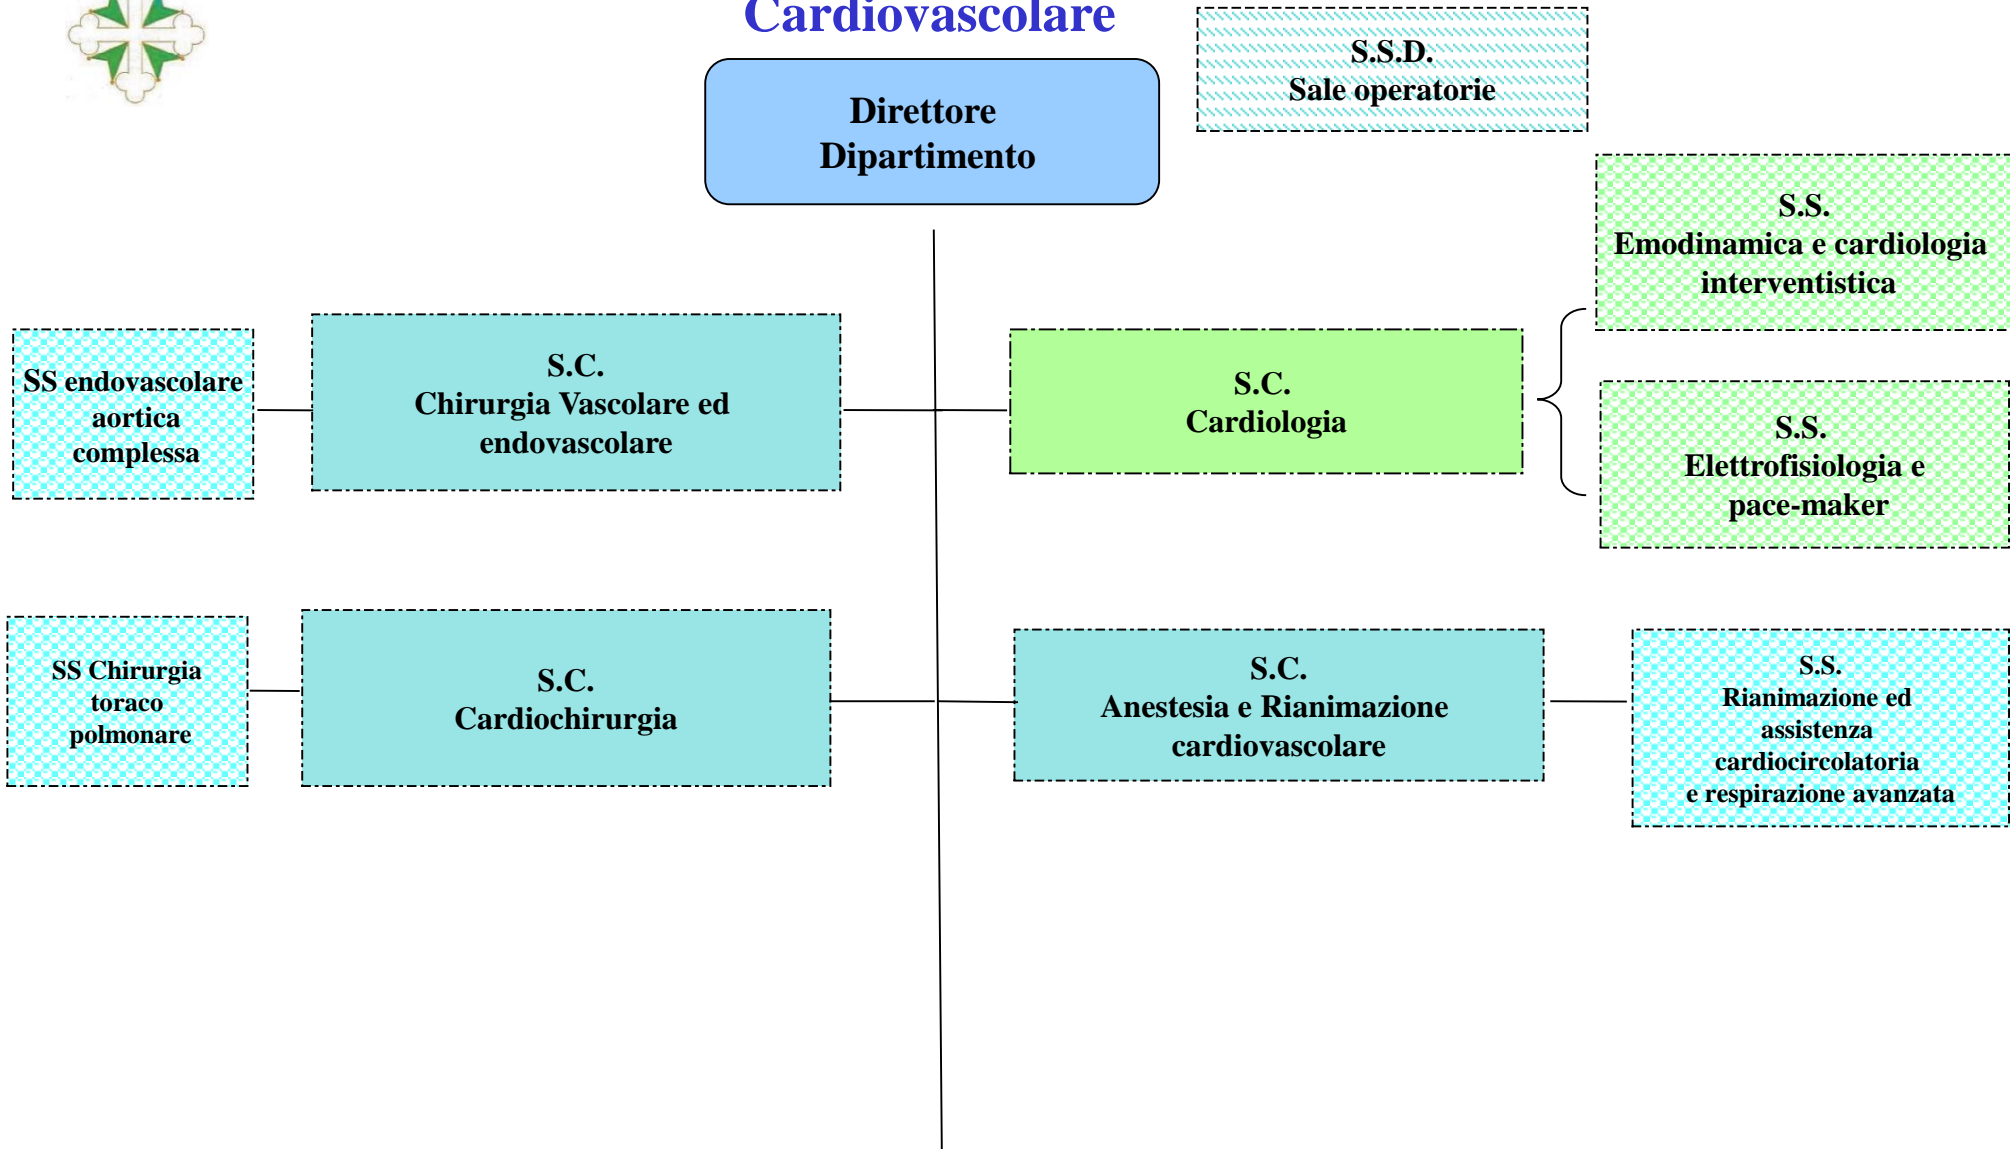 Cardiovascolare
S.S.D.
Sale operatorie
Direttore
Dipartimento
S.S.
Emodinamica e cardiologia
interventistica
SS endovascolare
aortica
complessa
S.C.
Chirurgia Vascolare ed
endovascolare
S.C.
Cardiologia
S.S.
Elettrofisiologia e
pace-maker
SS Chirurgia
toraco
polmonare
S.C.
Cardiochirurgia
S.C.
Anestesia e Rianimazione
cardiovascolare
S.S.
Rianimazione ed
assistenza
cardiocircolatoria
e respirazione avanzata